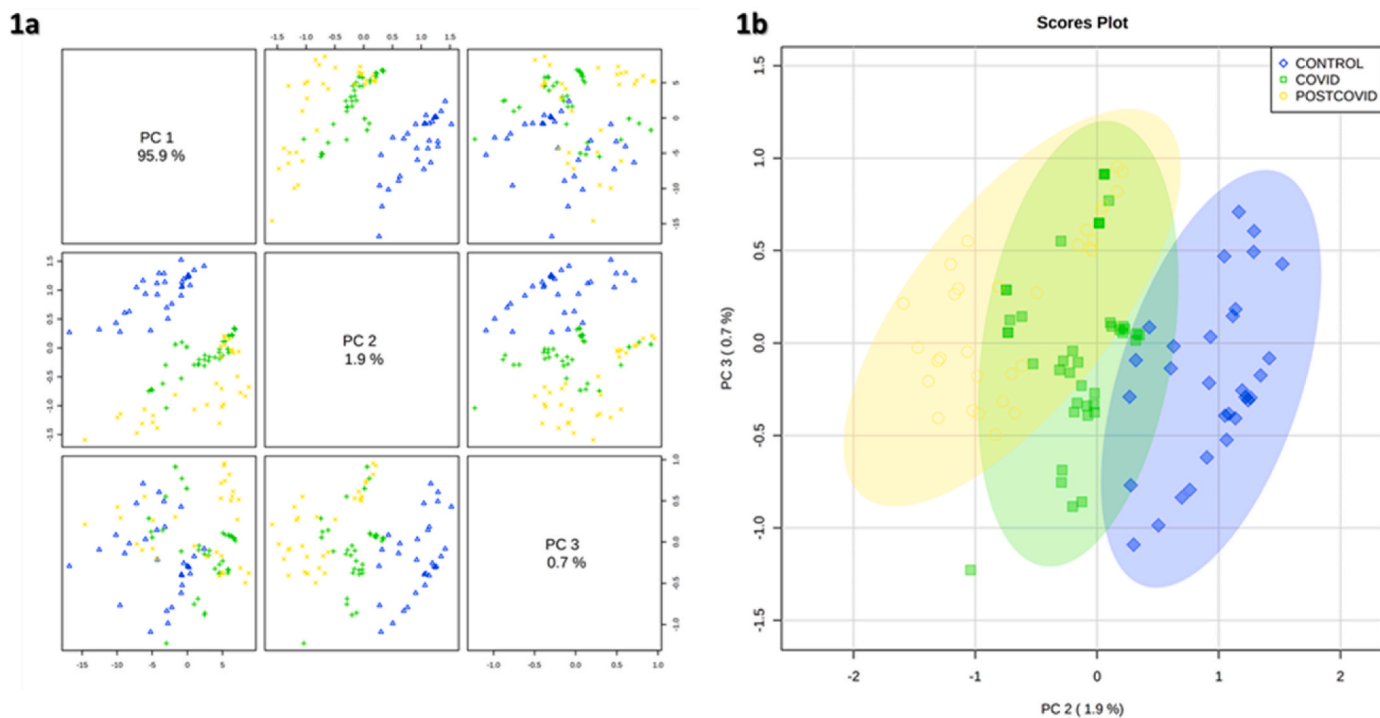 1a
-1.5 -1.0 -0.5 0.0 0.5 1.0 1.5
PC 1
95.9 %
5
0
-5
-10
-15
1.5
1.0
0.5
0.0
-0.5
-1.0
-1.5
PC 2
1.9 %
PC 3
0.7 %
1.0
0.5
0.0
-0.5
-1.0
-15 -10 -5 0 5
-1.0 -0.5 0.0 0.5 1.0
1b
Scores Plot
CONTROL
COVID
POSTCOVID
1.5
1.0
0.5
0.0
-0.5
-1.0
-1.5
PC 3 ( 0.7 %)
-2 -1 0 1 2
PC 2 ( 1.9 %)